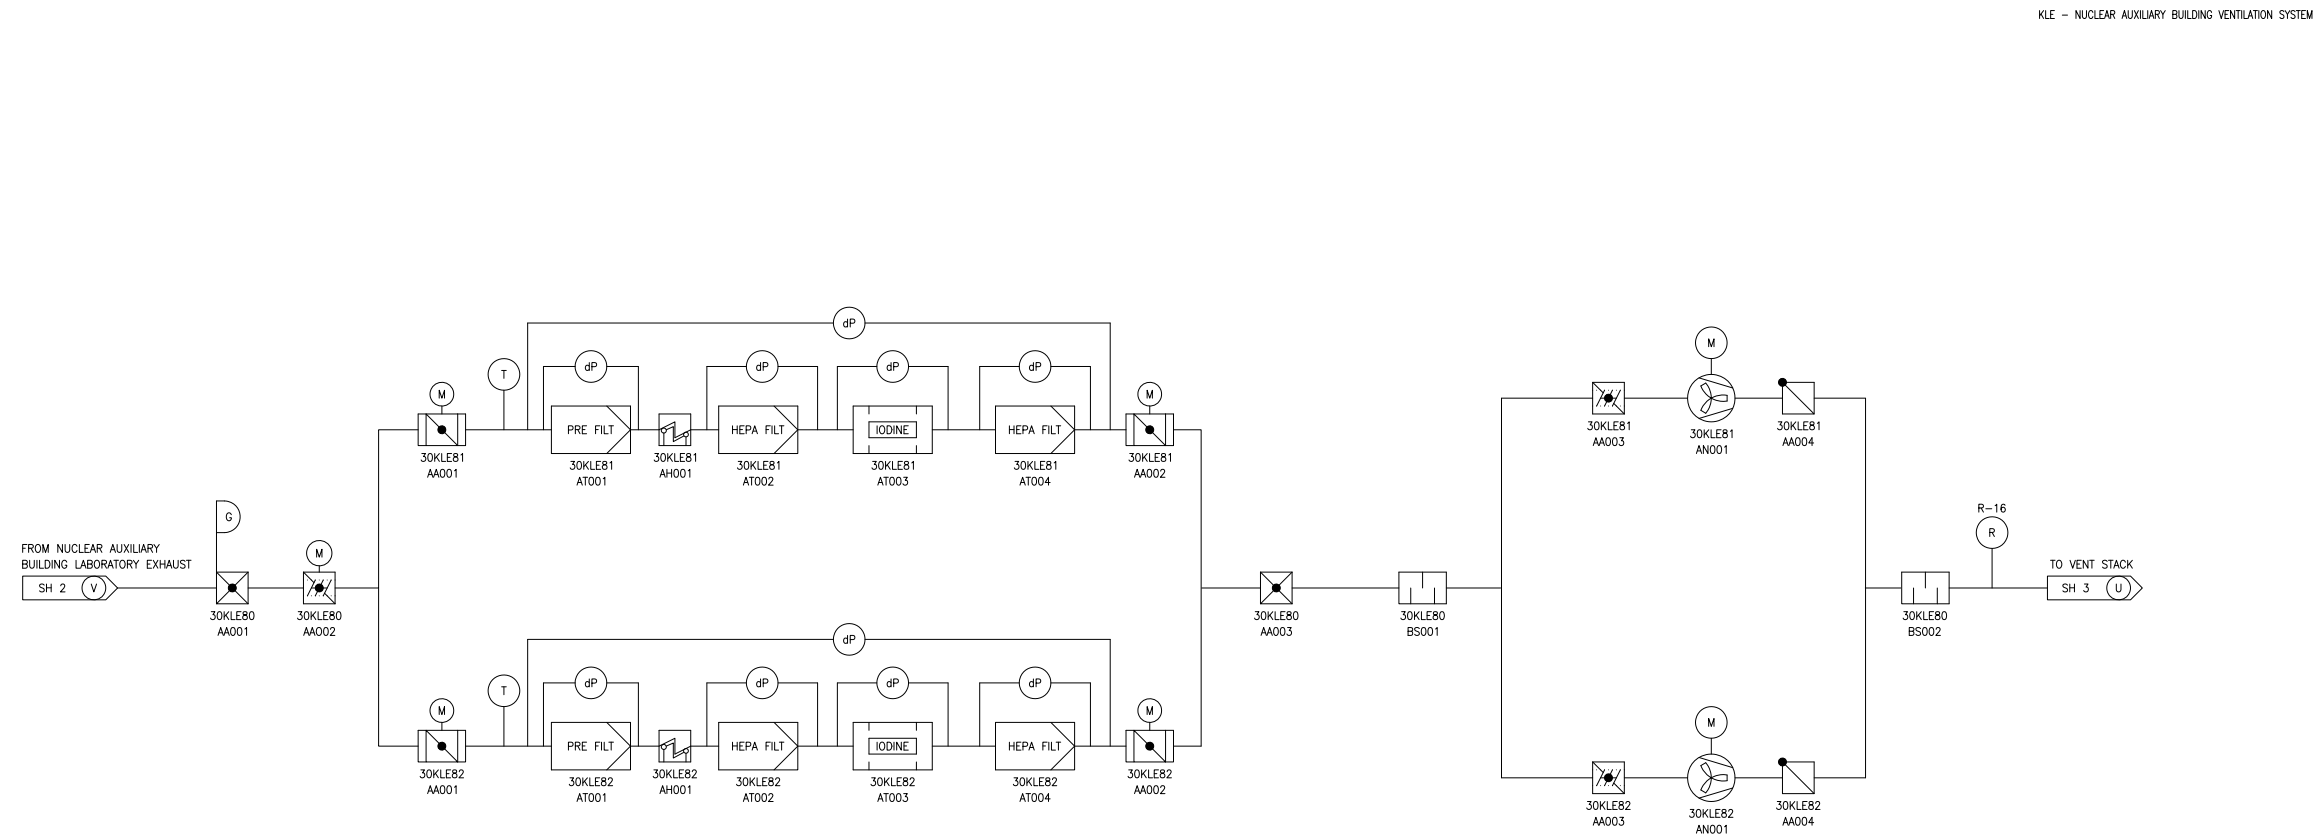 KLE - NUCLEAR AUXILIARY BUILDING VENTILATION SYSTEM
dP
M
dP
dP
dP
dP
T
M
M
M
PRE FILT
HEPA FILT
IODINE
HEPA FILT
30KLE81
AA001
30KLE81
AT001
30KLE81
AH001
30KLE81
AT002
30KLE81
AT003
30KLE81
AT004
30KLE81
AA002
30KLE81
AA003
30KLE81
AN001
30KLE81
AA004
G
R-16
R
M
FROM NUCLEAR AUXILIARY
BUILDING LABORATORY EXHAUST
SH 2 V
30KLE80
AA001
30KLE80
AA002
30KLE80
AA003
30KLE80
BS001
30KLE80
BS002
TO VENT STACK
SH 3 U
dP
T
dP
dP
dP
dP
M
M
M
PRE FILT
HEPA FILT
IODINE
HEPA FILT
30KLE82
AA001
30KLE82
AT001
30KLE82
AH001
30KLE82
AT002
30KLE82
AT003
30KLE82
AT004
30KLE82
AA002
30KLE82
AA003
30KLE82
AN001
30KLE82
AA004